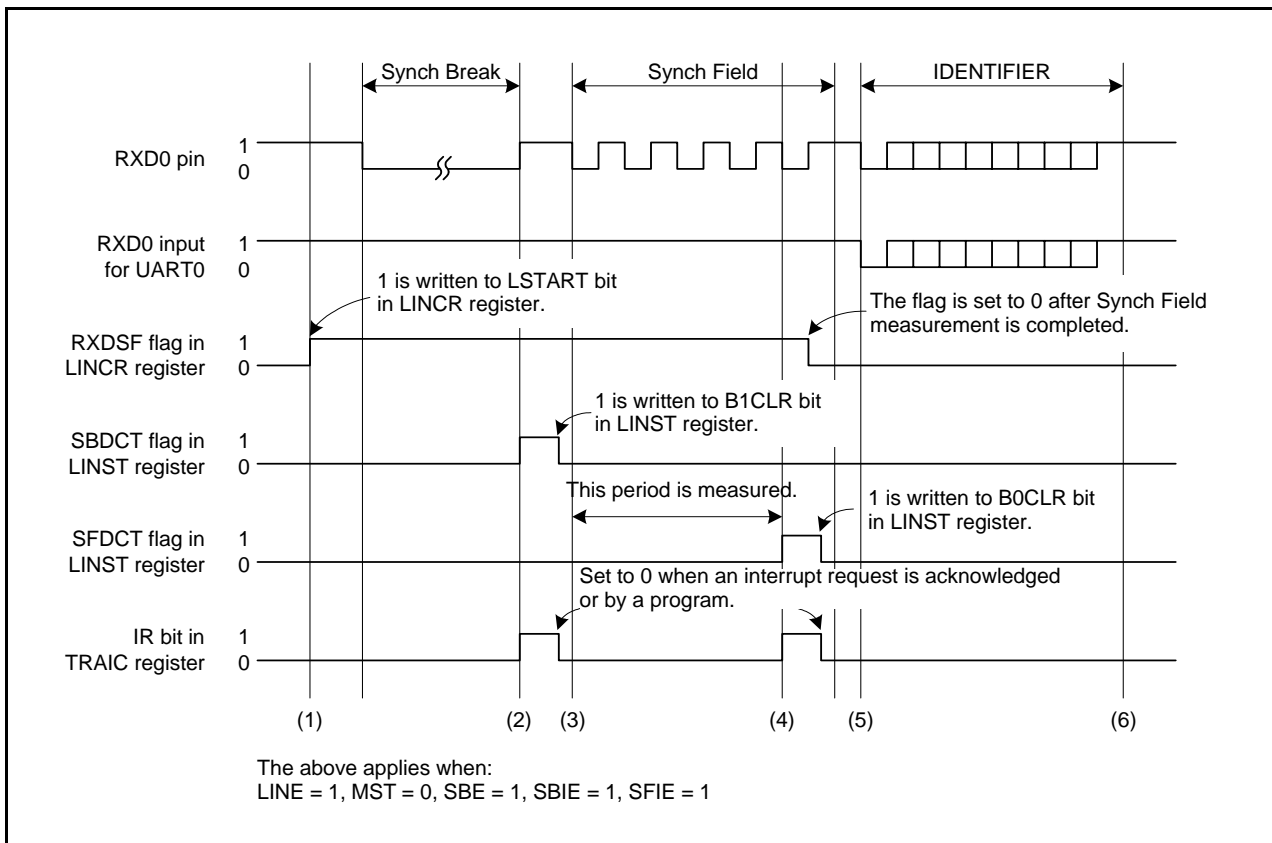 Synch Break
Synch Field
IDENTIFIER
RXD0 pin
1
0
RXD0 input
for UART0
1
0
1 is written to LSTART bit
in LINCR register.
The flag is set to 0 after Synch Field
measurement is completed.
RXDSF flag in
LINCR register
1
0
1 is written to B1CLR bit
in LINST register.
SBDCT flag in
LINST register
1
0
This period is measured.
1 is written to B0CLR bit
in LINST register.
SFDCT flag in
LINST register
1
0
Set to 0 when an interrupt request is acknowledged
or by a program.
IR bit in
TRAIC register
1
0
(1)
(2)
(3)
(4)
(5)
(6)
The above applies when:
LINE = 1, MST = 0, SBE = 1, SBIE = 1, SFIE = 1